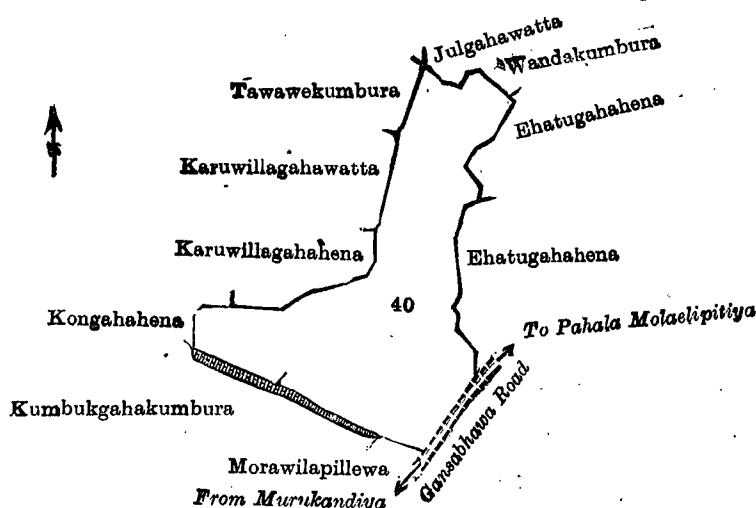 Julgahawatta
Wandakumbura
Tawawekumbura
Ehatugahahena
Karuwillagahawatta
Karuwillagahahena
Ehatugahahena
40
Kongahahena
To Pahala Molaelipitiya
Kumbukgahakumbura
Gansabhawa Road
Morawilapillewa
From Murukandiya